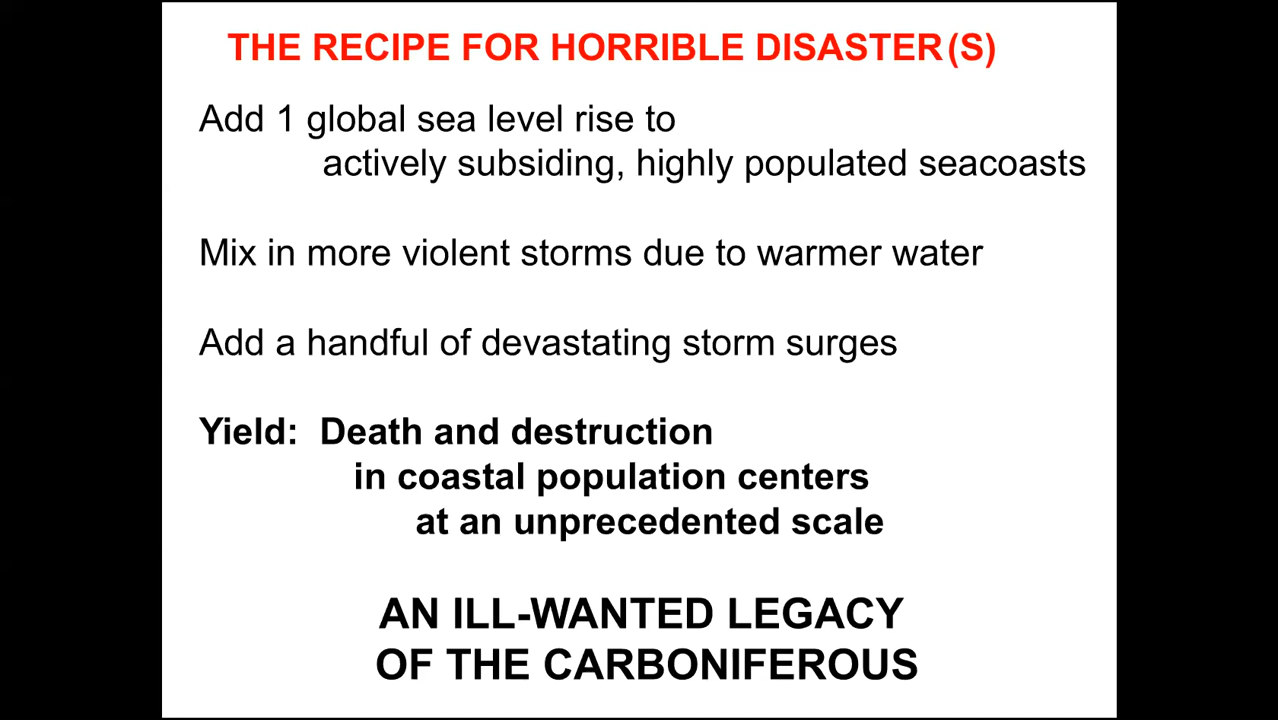 THE RECIPE FOR HORRIBLE DISASTER(S)
Add 1 global sea level rise to
actively subsiding, highly populated seacoasts
Mix in more violent storms due to warmer water
Add a handful of devastating storm surges
Yield: Death and destruction
in coastal population centers
at an unprecedented scale
AN ILL-WANTED LEGACY
OF THE CARBONIFEROUS